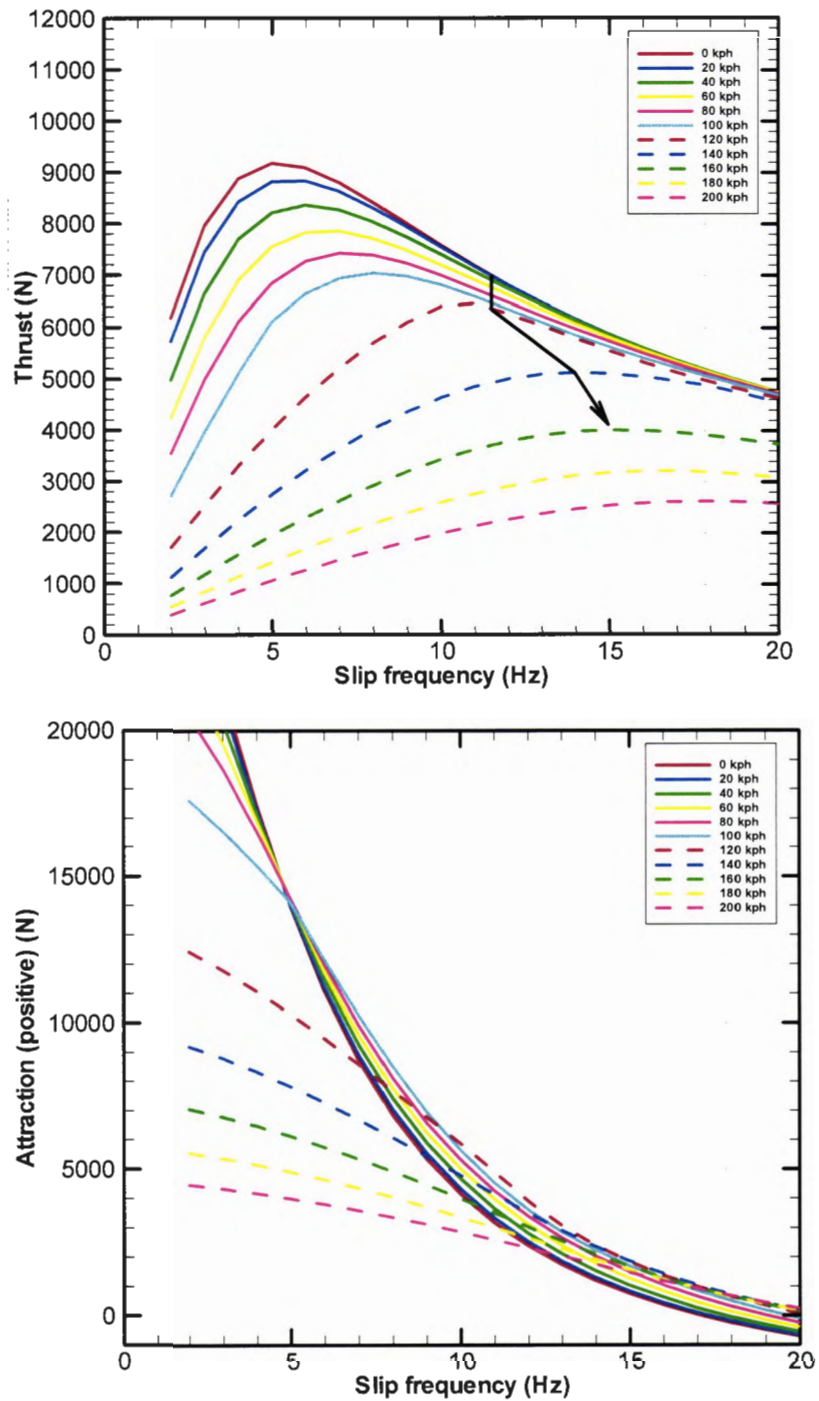 12000
11000
10000
9000
8000
7000
6000
5000
4000
3000
2000
1000
0
Thrust (N)
0 kph
20 kph
40 kph
60 kph
80 kph
100 kph
120 kph
140 kph
160 kph
180 kph
200 kph
0 5 10 15 20
Slip frequency (Hz)
20000
15000
10000
5000
0
Attraction (positive) (N)
0 kph
20 kph
40 kph
60 kph
80 kph
100 kph
120 kph
140 kph
160 kph
180 kph
200 kph
0 5 10 15 20
Slip frequency (Hz)